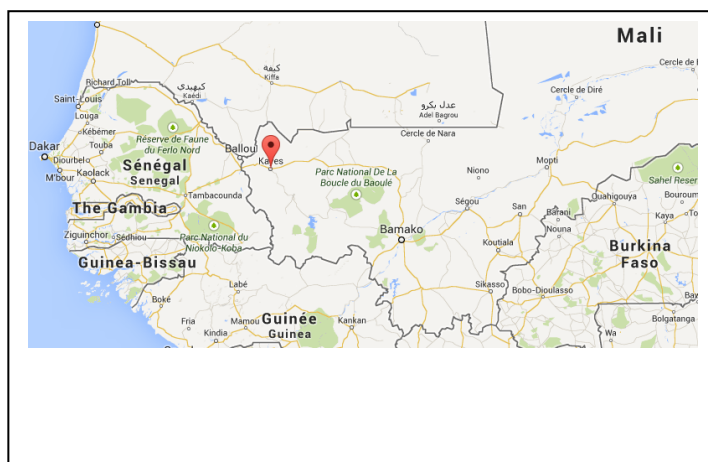 Mali
كيفة
Kiffa
Cercle de
Richard Toll
كيهيدي
Kaédi
عدل بكرو
Adel Bagrou
Cercle de Diré
Saint-Louis
Louga
Kébémer
Réserve de Faune
du Ferlo Nord
Cercle de Nara
Dakar
Touba
Ballou
Diourbel
Sénégal
Senegal
Kayes
Parc National De La
Boucle du Baoulé
Niono
Mopti
Sahel Reser
M'bour
Kaolack
Tambacounda
Ségou
San
Ouahigouya
Bourou
The Gambia
Barani
Kaya
To
Nouna
Ziguinchor
Sédhiou
Parc National du
Niokolo-Koba
Bamako
Koutiala
Burkina
Faso
Guinea-Bissau
Labé
Sikasso
Bobo-Dioulasso
Boké
Baw
Fria
Mamou
Guinée
Guinea
Kankan
Bolgatanga
Kindia
Wa